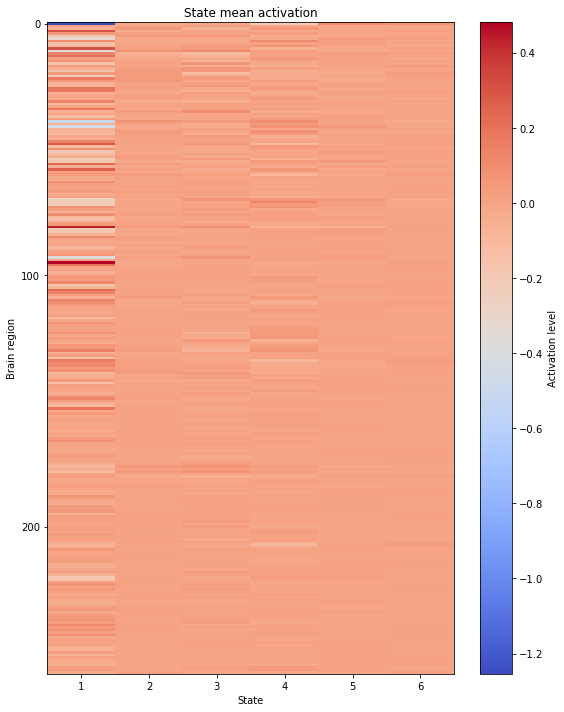 State mean activation
0
100
200
Brain region
1 2 3 4 5 6
State
0.4
0.2
0.0
−0.2
−0.4
−0.6
−0.8
−1.0
−1.2
Activation level